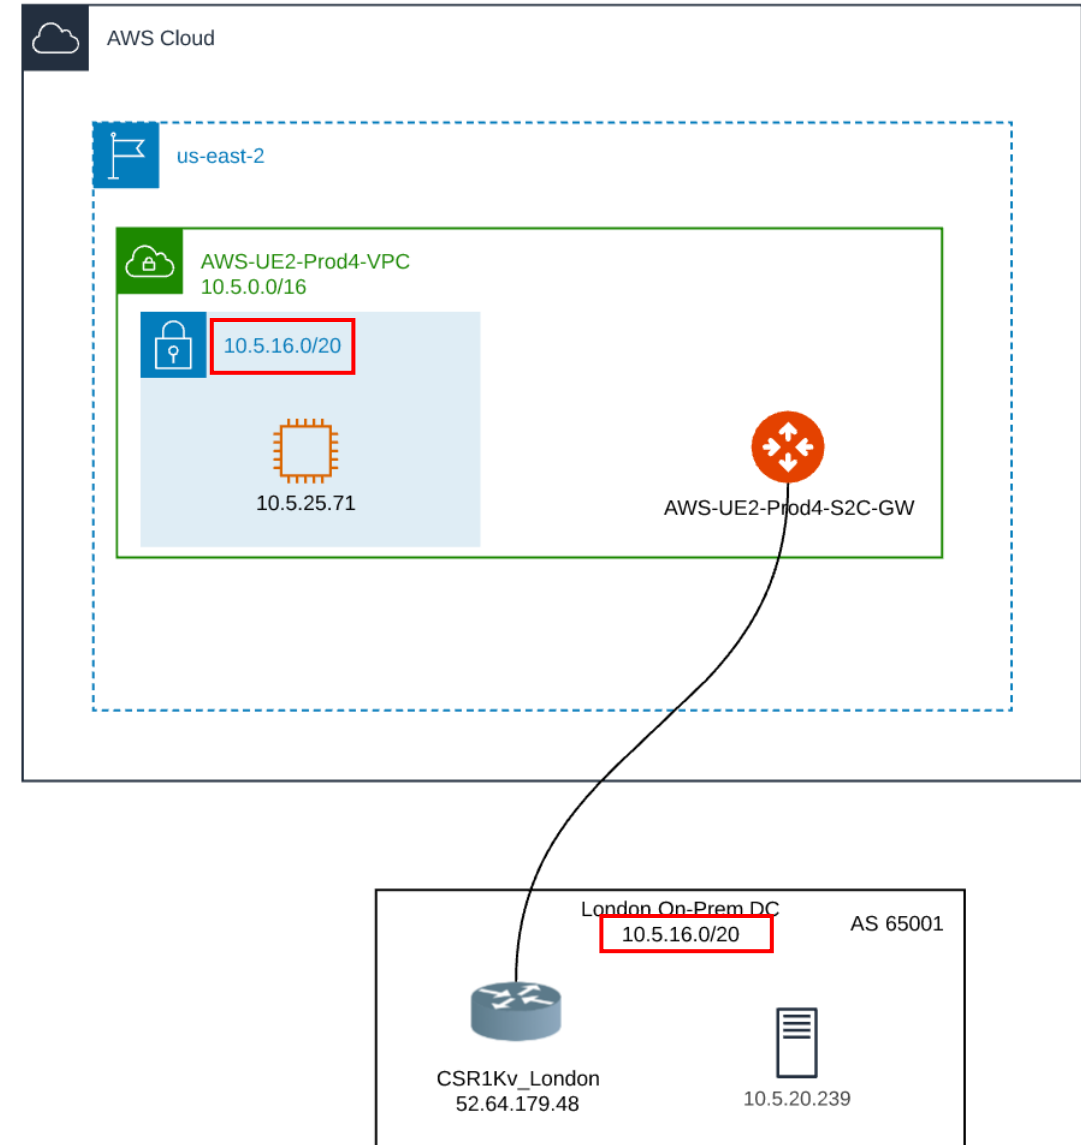 AWS Cloud
us-east-2
AWS-UE2-Prod4-VPC
10.5.0.0/16
10.5.16.0/20
10.5.25.71
AWS-UE2-Prod4-S2C-GW
London On-Prem DC
10.5.16.0/20
AS 65001
CSR1Kv_London
52.64.179.48
10.5.20.239